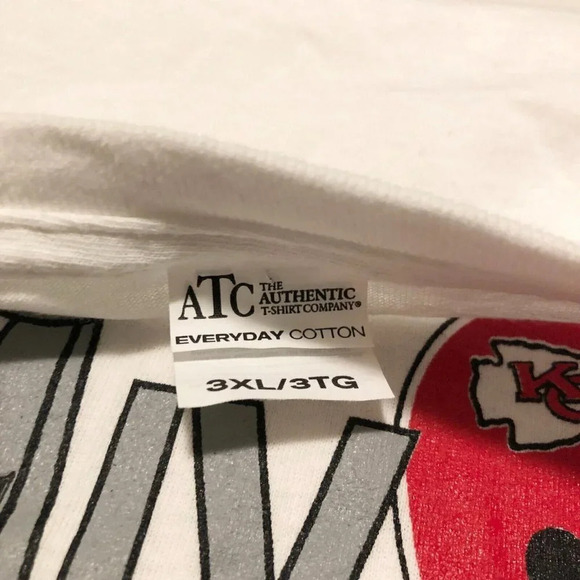 ATC THE
AUTHENTIC
T-SHIRT COMPANY®
EVERYDAY COTTON
3XL/3TG
KC